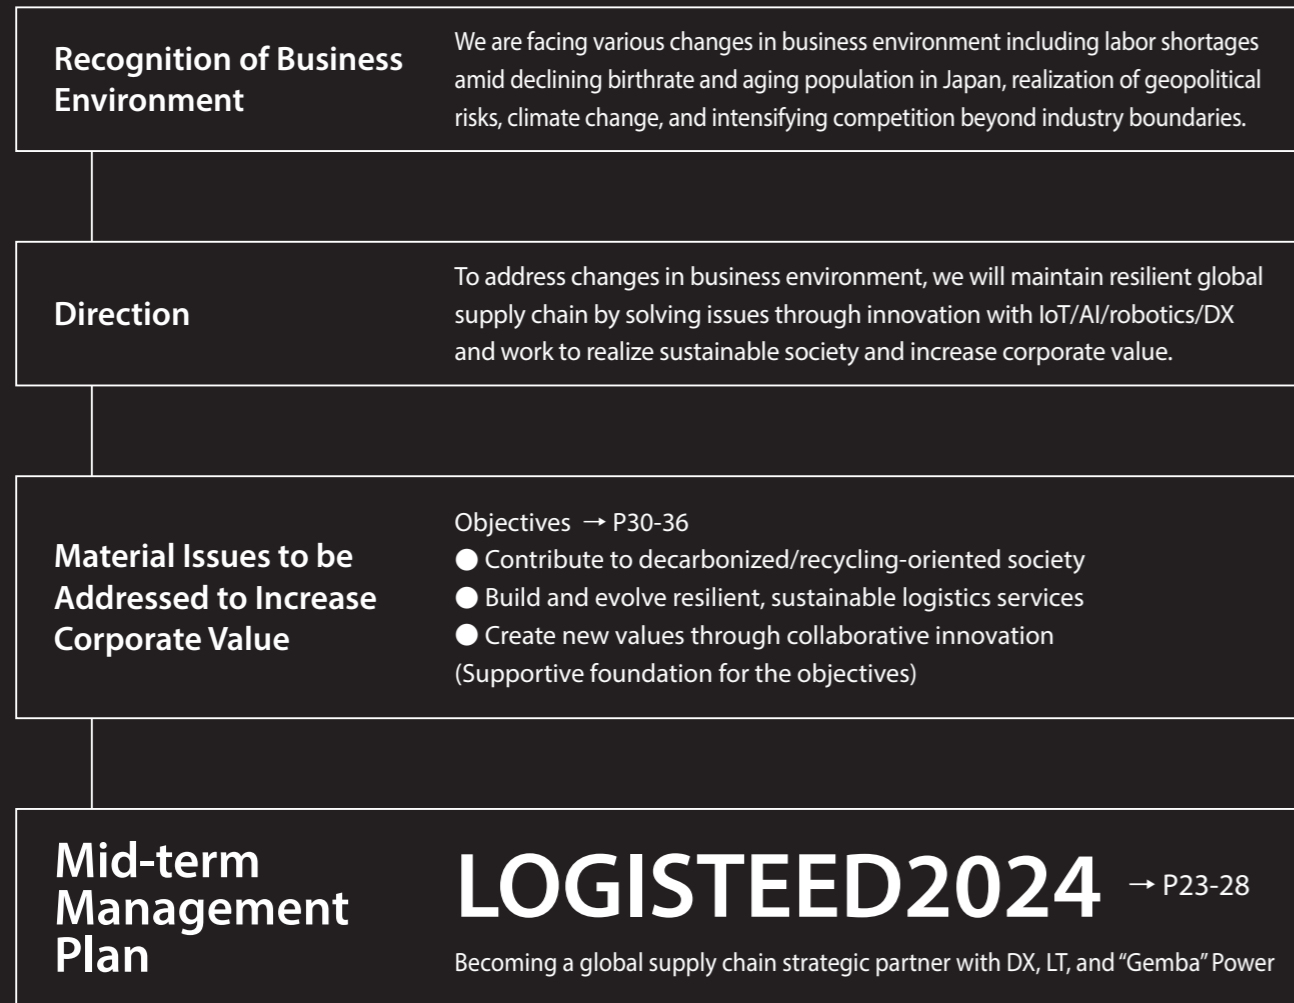 Recognition of Business
Environment
We are facing various changes in business environment including labor shortages
amid declining birthrate and aging population in Japan, realization of geopolitical
risks, climate change, and intensifying competition beyond industry boundaries.
Direction
To address changes in business environment, we will maintain resilient global
supply chain by solving issues through innovation with IoT/AI/robotics/DX
and work to realize sustainable society and increase corporate value.
Material Issues to be
Addressed to Increase
Corporate Value
Objectives → P30-36
● Contribute to decarbonized/recycling-oriented society
● Build and evolve resilient, sustainable logistics services
● Create new values through collaborative innovation
(Supportive foundation for the objectives)
Mid-term
Management
Plan
LOGISTEED2024 → P23-28
Becoming a global supply chain strategic partner with DX, LT, and “Gemba” Power